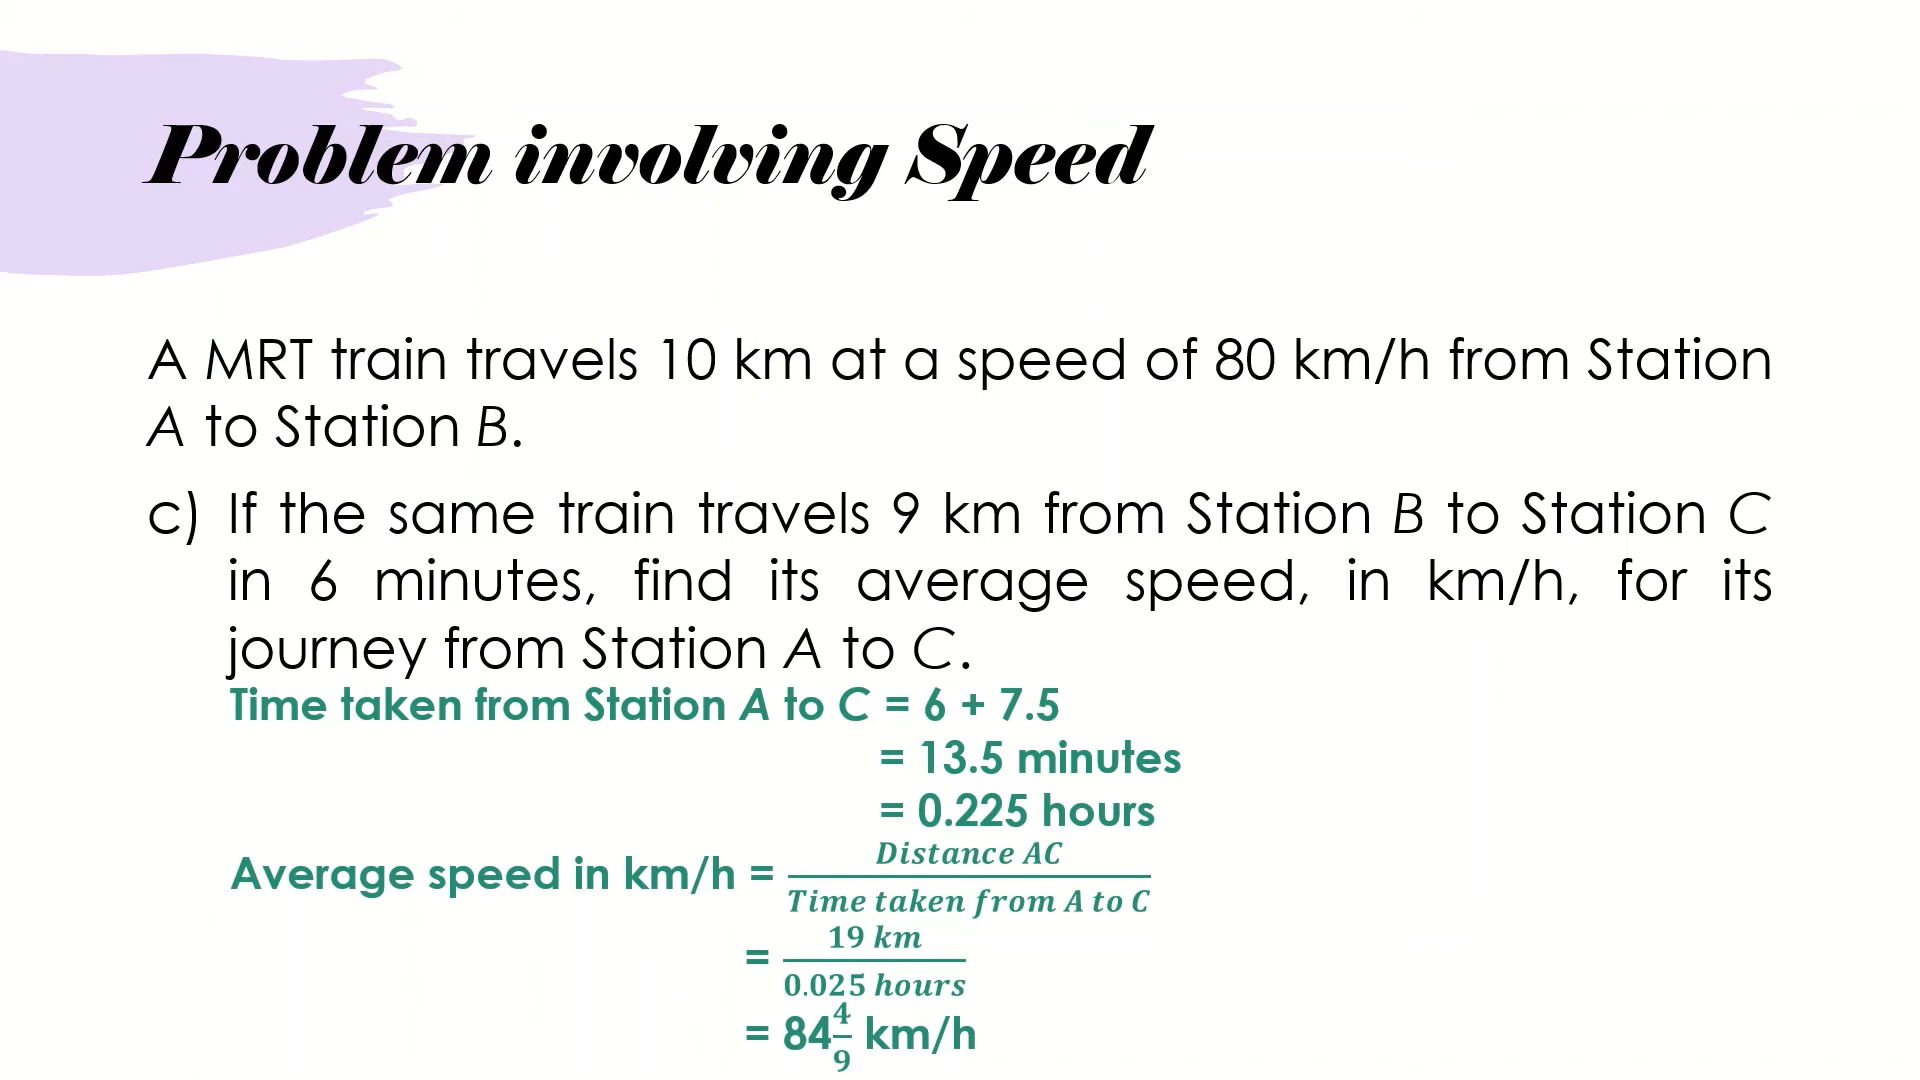 Problem involving Speed
A MRT train travels 10 km at a speed of 80 km/h from Station
A to Station B.
c) If the same train travels 9 km from Station B to Station C
in 6 minutes, find its average speed, in km/h, for its
journey from Station A to C.
Time taken from Station A to C = 6 + 7.5
= 13.5 minutes
= 0.225 hours
Average speed in km/h = \frac{Distance AC}{Time taken from A to C}
= \frac{19 km}{0.025 hours}
= 84\frac{4}{9} km/h